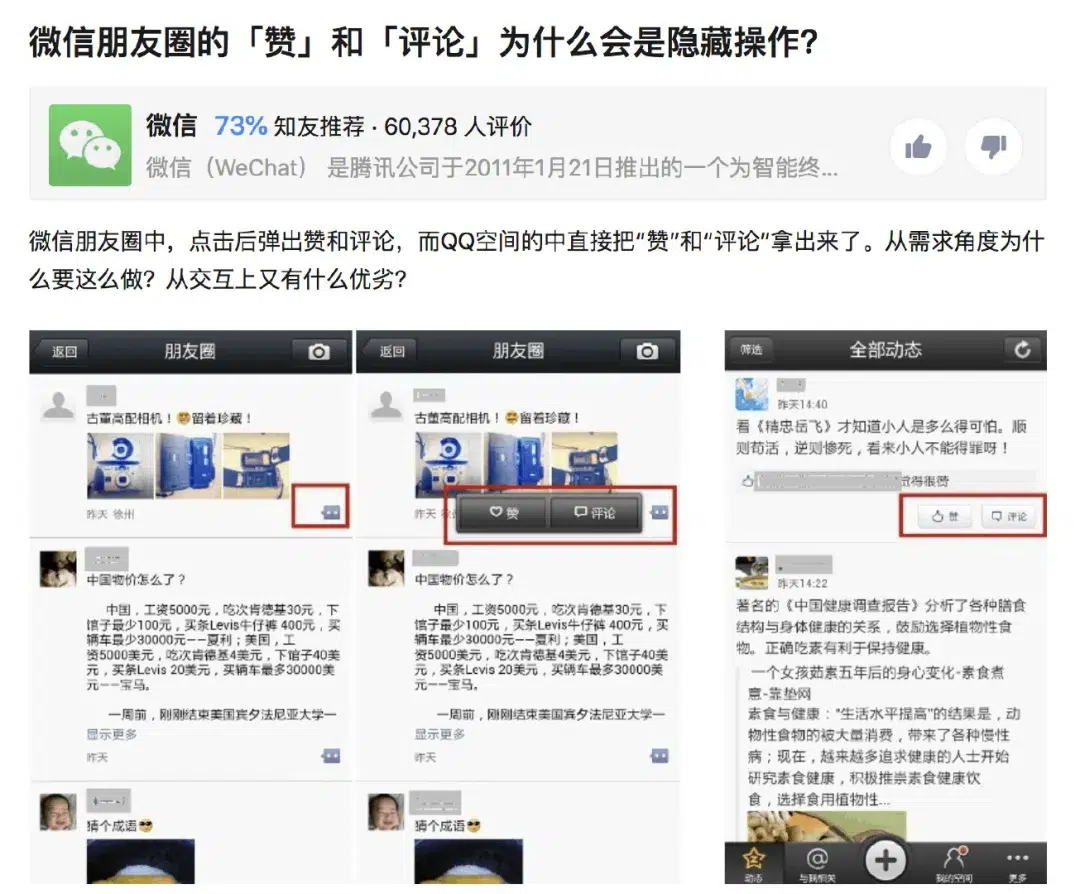 微信朋友圈的「赞」和「评论」为什么会是隐藏操作?
微信 73% 知友推荐 · 60,378 人评价
微信（WeChat） 是腾讯公司于2011年1月21日推出的一个为智能终...
微信朋友圈中，点击后弹出赞和评论，而QQ空间的中直接把“赞”和“评论”拿出来了。从需求角度为什
么要这么做？从交互上又有什么优劣？
返回 朋友圈
古董高配相机！留着珍藏！
昨天 徐州
中国物价怎么了？
中国，工资5000元，吃次肯德基30元，下
馆子最少100元，买条Levis牛仔裤 400元，买
辆车最少30000元——夏利；美国，工
资5000美元，吃次肯德基4美元，下馆子40美
元，买条Levis 20美元，买辆车最多30000美
元——宝马。
一周前，刚刚结束美国宾夕法尼亚大学一
显示更多
昨天
猜个成语
返回 朋友圈
古董高配相机！留着珍藏！
昨天
赞 评论
中国物价怎么了？
中国，工资5000元，吃次肯德基30元，下
馆子最少100元，买条Levis牛仔裤 400元，买
辆车最少30000元——夏利；美国，工
资5000美元，吃次肯德基4美元，下馆子40美
元，买条Levis 20美元，买辆车最多30000美
元——宝马。
一周前，刚刚结束美国宾夕法尼亚大学一
显示更多
昨天
猜个成语
筛选 全部动态
昨天14:40
看《精忠岳飞》才知道小人是多么得可怕。顺
则苟活，逆则惨死，看来小人不能得罪呀！
觉得很赞
赞 评论
昨天14:22
著名的《中国健康调查报告》分析了各种膳食
结构与身体健康的关系，鼓励选择植物性食
物。正确吃素有利于保持健康。
一个女孩茹素五年后的身心变化-素食煮
意-靠垫网
素食与健康："生活水平提高"的结果是，动
物性食物的被大量消费，带来了各种慢性
病；现在，越来越多追求健康的人士开始
研究素食健康，积极推崇素食健康饮
食，选择食用植物性...
动态 与我相关 我的空间 更多